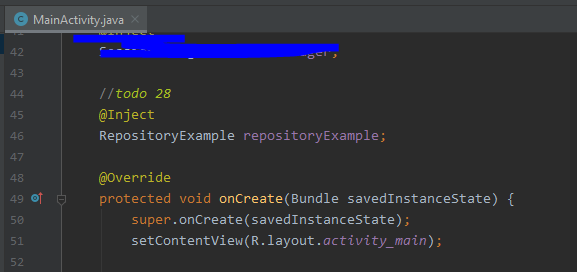 MainActivity.java
42
43
44 //todo 28
45 @Inject
46 RepositoryExample repositoryExample;
47
48 @Override
49 protected void onCreate(Bundle savedInstanceState) {
50 super.onCreate(savedInstanceState);
51 setContentView(R.layout.activity_main);
52